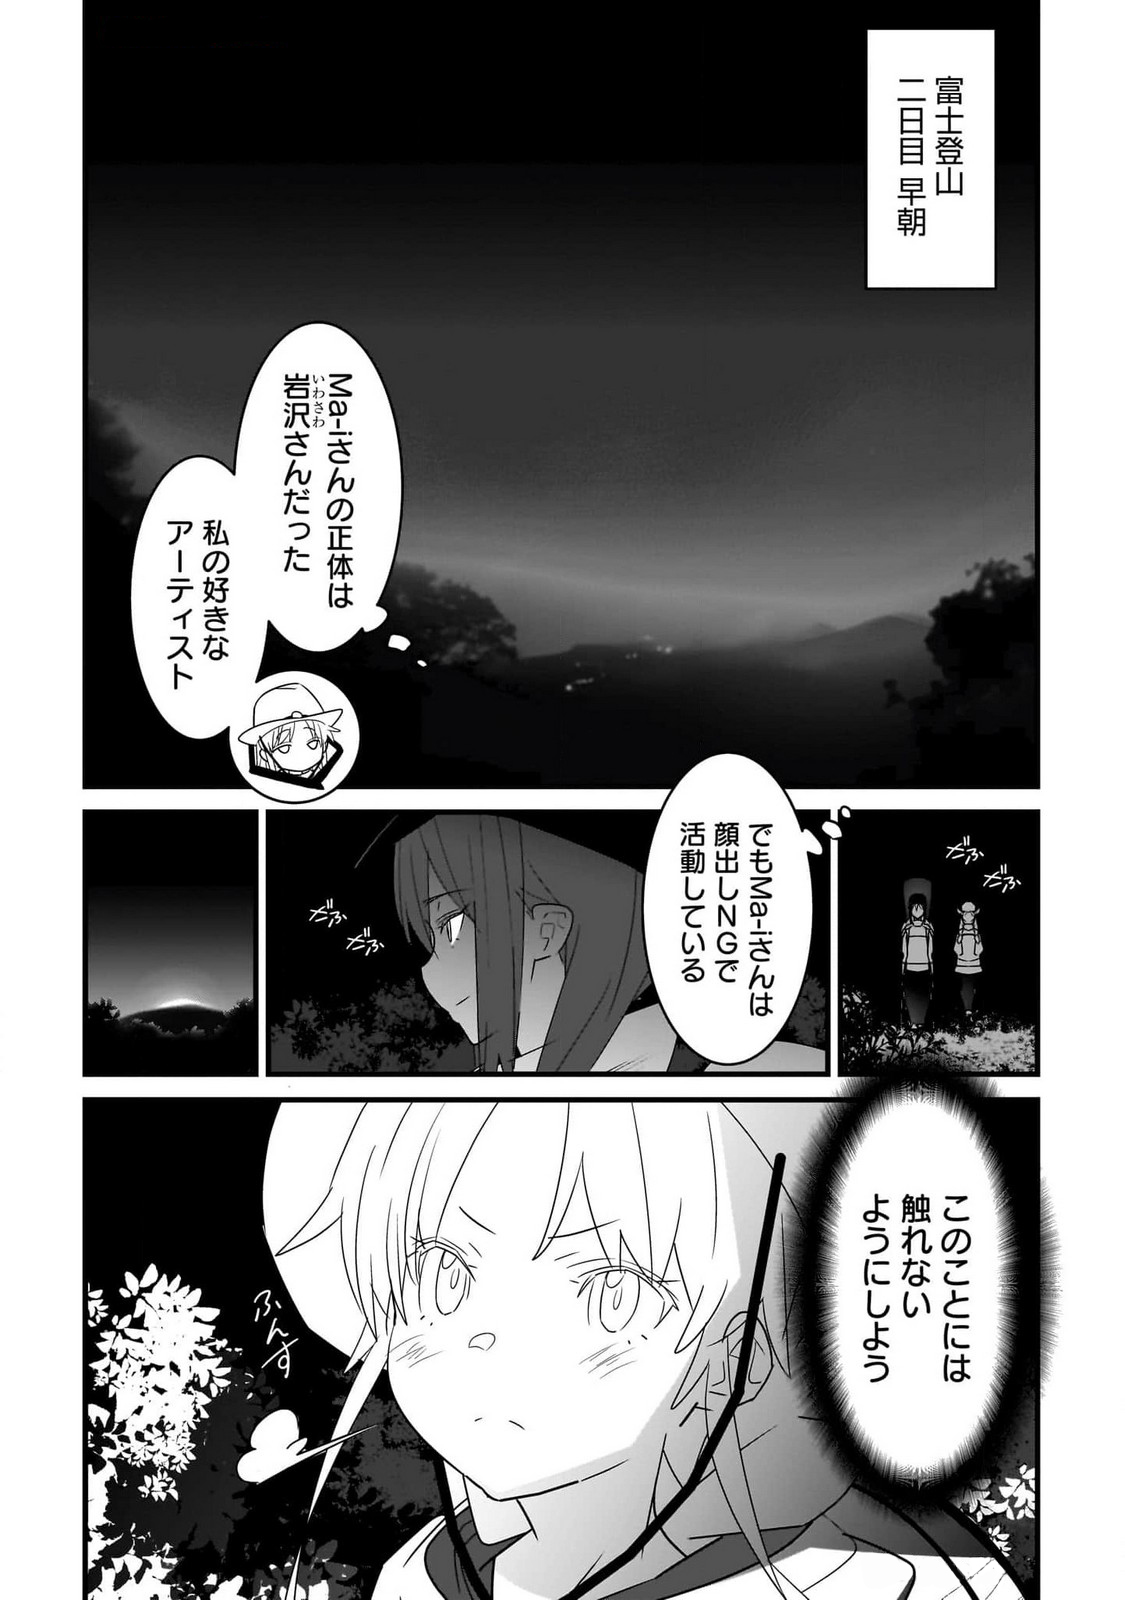 富士登山
二日目 早朝
Ma-iさんの正体は
岩沢さんだった
いわさわ
私の好きな
アーティスト
だふ
だふ
でもMa-iさんは
顔出しNGで
活動している
だふ
だふ
このことには
触れない
ようにしよう
ふんす